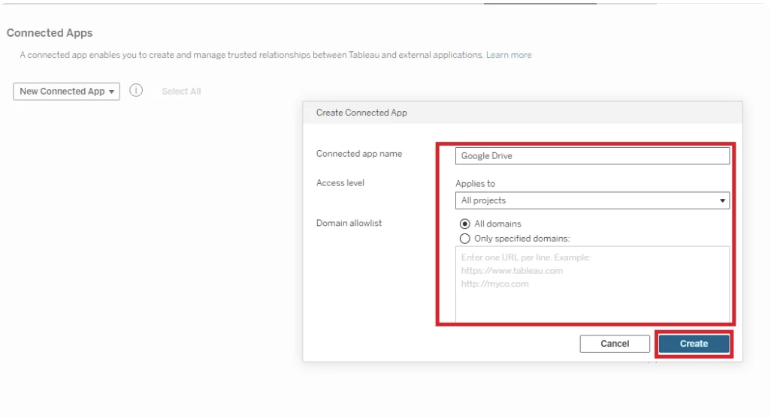 Connected Apps
A connected app enables you to create and manage trusted relationships between Tableau and external applications. Learn more
New Connected App
Select All
Create Connected App
Connected app name
Google Drive
Access level
Applies to
All projects
Domain allowlist
All domains
Only specified domains:
Enter one URL per line. Example:
https://www.tableau.com
http://myco.com
Cancel
Create